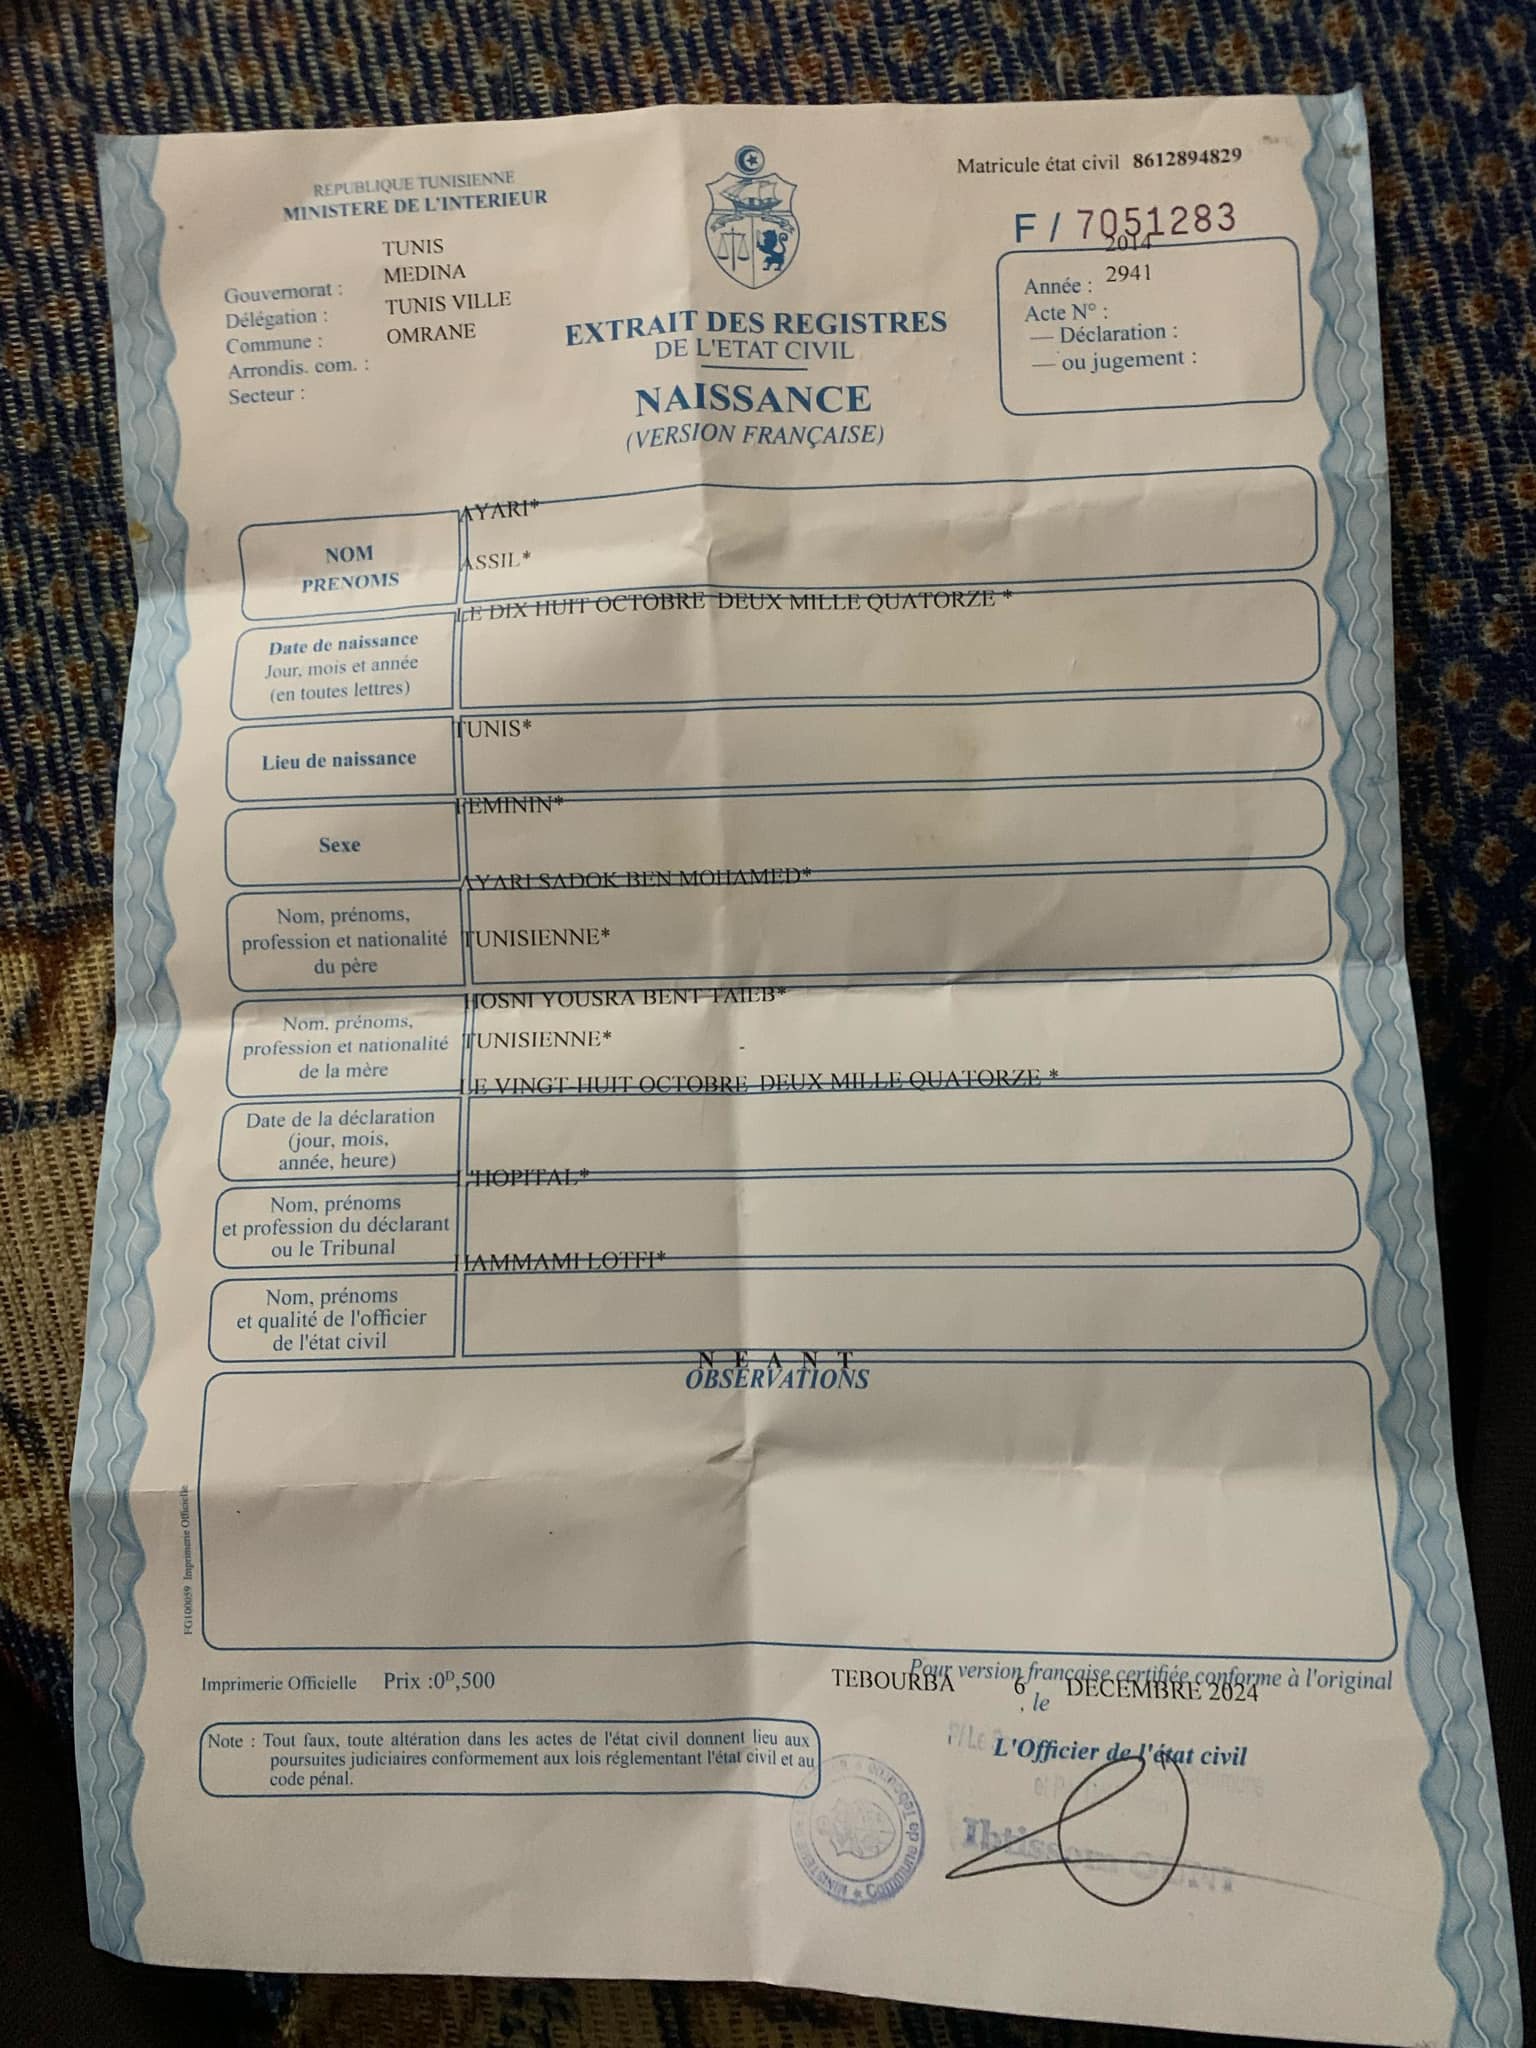 REPUBLIQUE TUNISIENNE
MINISTERE DE L'INTERIEUR
Matricule état civil 8612894829
F / 7051283
TUNIS
MEDINA
TUNIS VILLE
OMRANE
Gouvernorat :
Délégation :
Commune :
Arrondis. com. :
Secteur :
2014
Année : 2941
Acte N° :
— Déclaration :
— ou jugement :
EXTRAIT DES REGISTRES
DE L'ETAT CIVIL
NAISSANCE
(VERSION FRANÇAISE)
AYARI*
NOM
PRENOMS
ASSIL*
LE DIX HUIT OCTOBRE DEUX MILLE QUATORZE *
Date de naissance
Jour, mois et année
(en toutes lettres)
TUNIS*
Lieu de naissance
FEMININ*
Sexe
AYARI SADOK BEN MOHAMED*
Nom, prénoms,
profession et nationalité
du père
TUNISIENNE*
HOSNI YOUSRA BENT TAIEB*
Nom, prénoms,
profession et nationalité
de la mère
TUNISIENNE*
LE VINGT HUIT OCTOBRE DEUX MILLE QUATORZE *
Date de la déclaration
(jour, mois,
année, heure)
L'HOPITAL*
Nom, prénoms
et profession du déclarant
ou le Tribunal
HAMMAMI LOTFI*
Nom, prénoms
et qualité de l'officier
de l'état civil
N E A N T
OBSERVATIONS
FG100059 Imprimerie Officielle
Imprimerie Officielle Prix :0D,500
Pour version française certifiée conforme à l'original
TEBOURBA 6 DECEMBRE 2024
, le
Note : Tout faux, toute altération dans les actes de l'état civil donnent lieu aux
poursuites judiciaires conformement aux lois réglementant l'état civil et au
code pénal.
L'Officier de l'état civil
Commune de Tebourba
Ibtissem